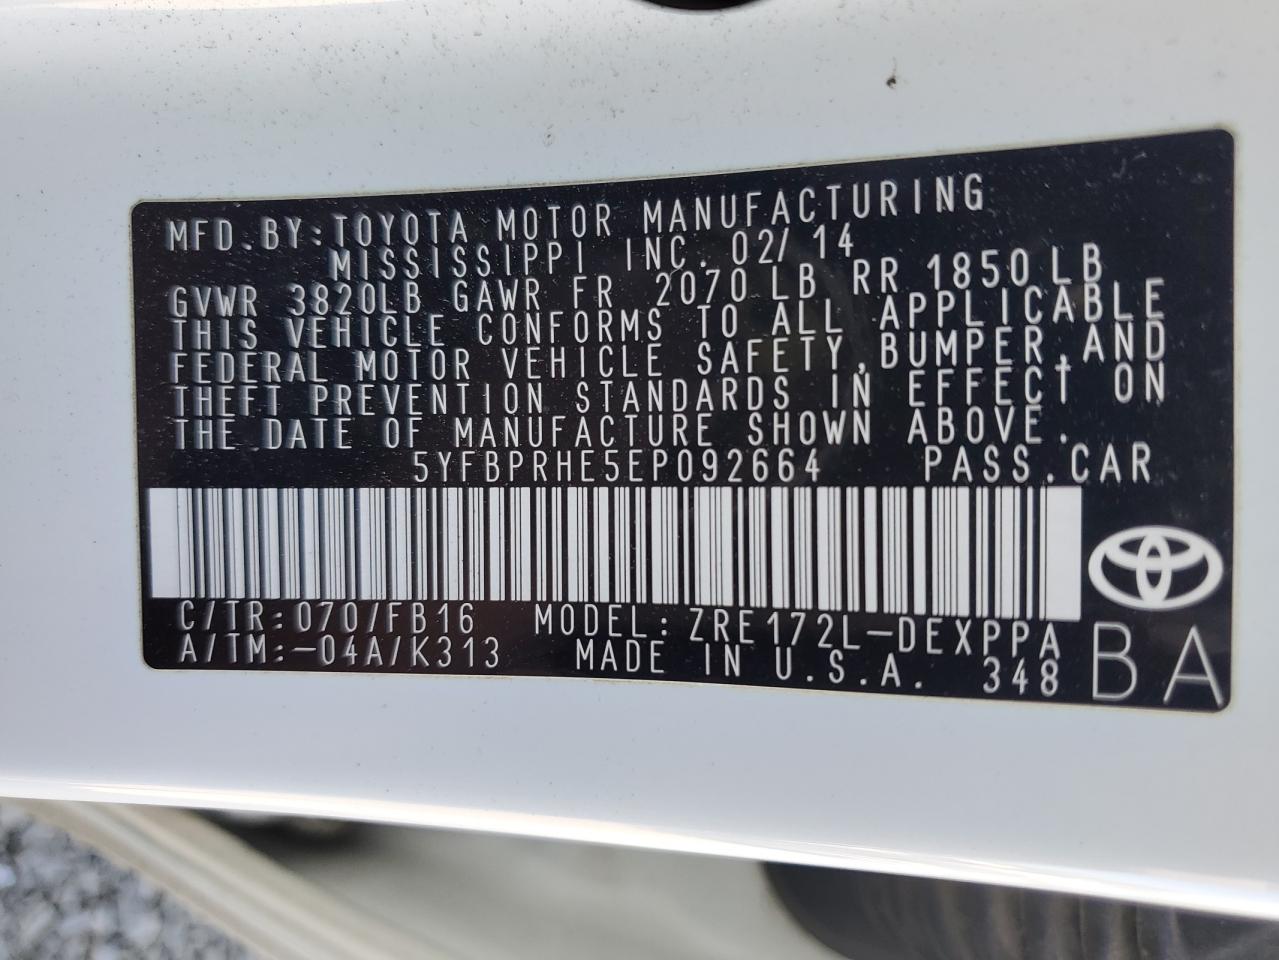 MFD.BY:TOYOTA MOTOR MANUFACTURING
MISSISSIPPI INC. 02/14
GVWR 3820LB GAWR FR 2070LB RR 1850LB
THIS VEHICLE CONFORMS TO ALL APPLICABLE
FEDERAL MOTOR VEHICLE SAFETY,BUMPER,AND
THEFT PREVENTION STANDARDS IN EFFECT ON
THE DATE OF MANUFACTURE SHOWN ABOVE.
5YFBPRHE5EP092664 PASS.CAR
C/TR:070/FB16 MODEL:ZRE172L-DEXPPA
A/TM:-04A/K313 MADE IN U.S.A. 348
BA